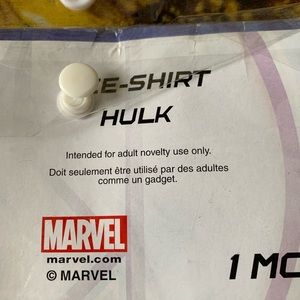 EE-SHIRT
HULK
Intended for adult novelty use only.
Doit seulement être utilisé par des adultes
comme un gadget.
MARVEL
marvel.com
© MARVEL
1 MO